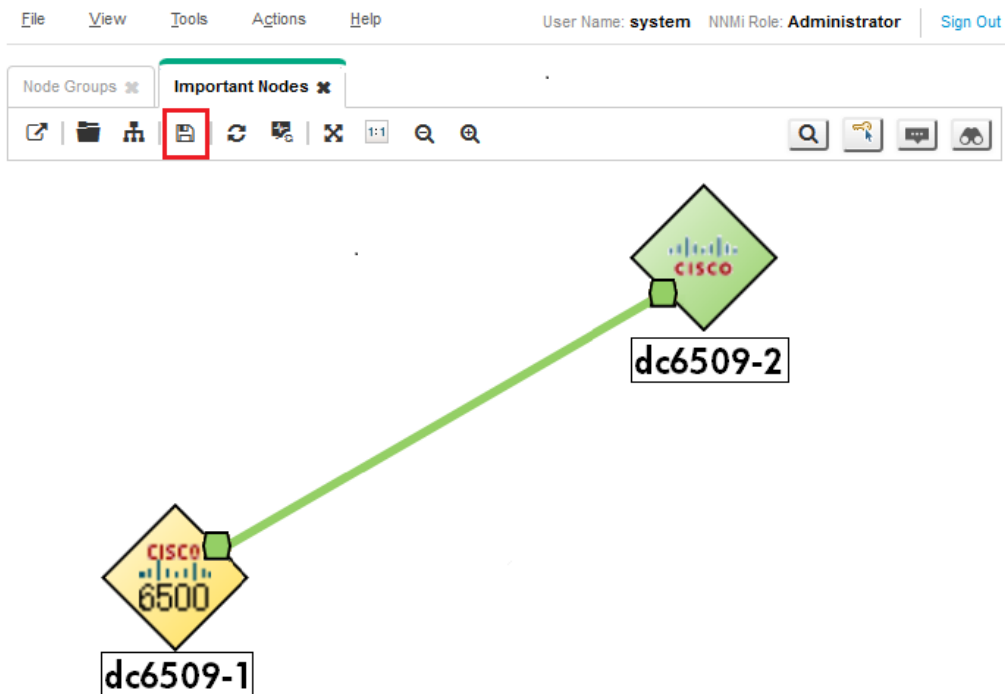 File View Tools Actions Help User Name: system NNMi Role: Administrator Sign Out
Node Groups Important Nodes
1:1
CISCO
dc6509-2
CISCO
6500
dc6509-1